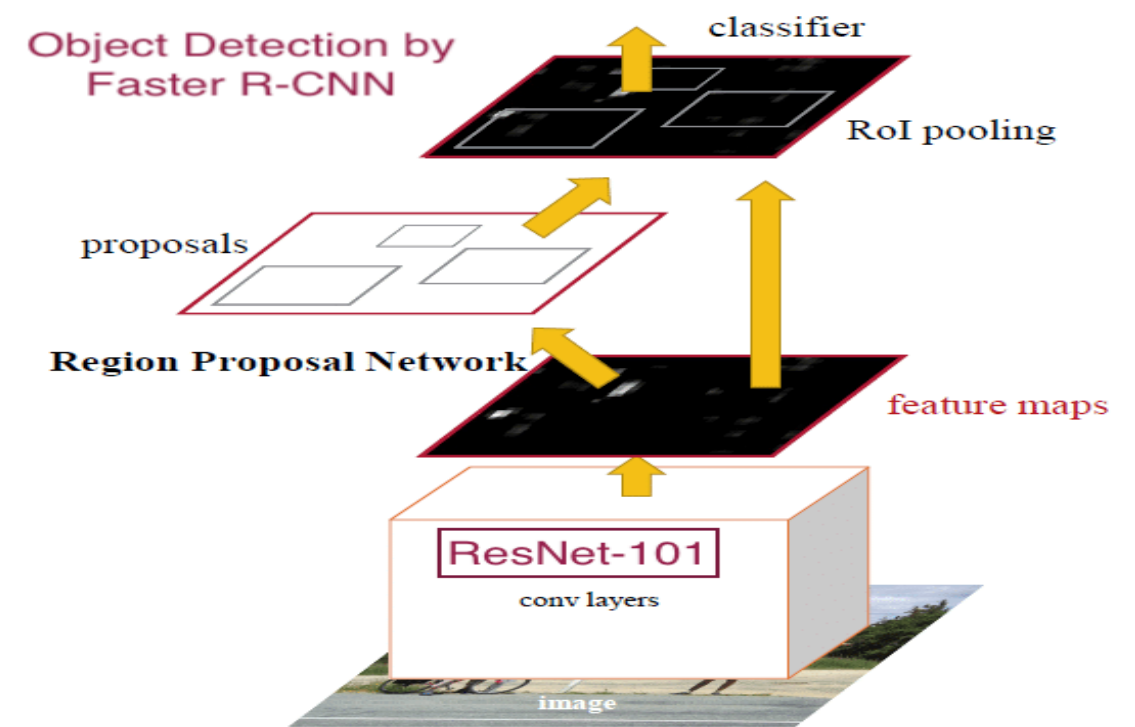 Object Detection by
Faster R-CNN
classifier
RoI pooling
proposals
Region Proposal Network
feature maps
ResNet-101
conv layers
image